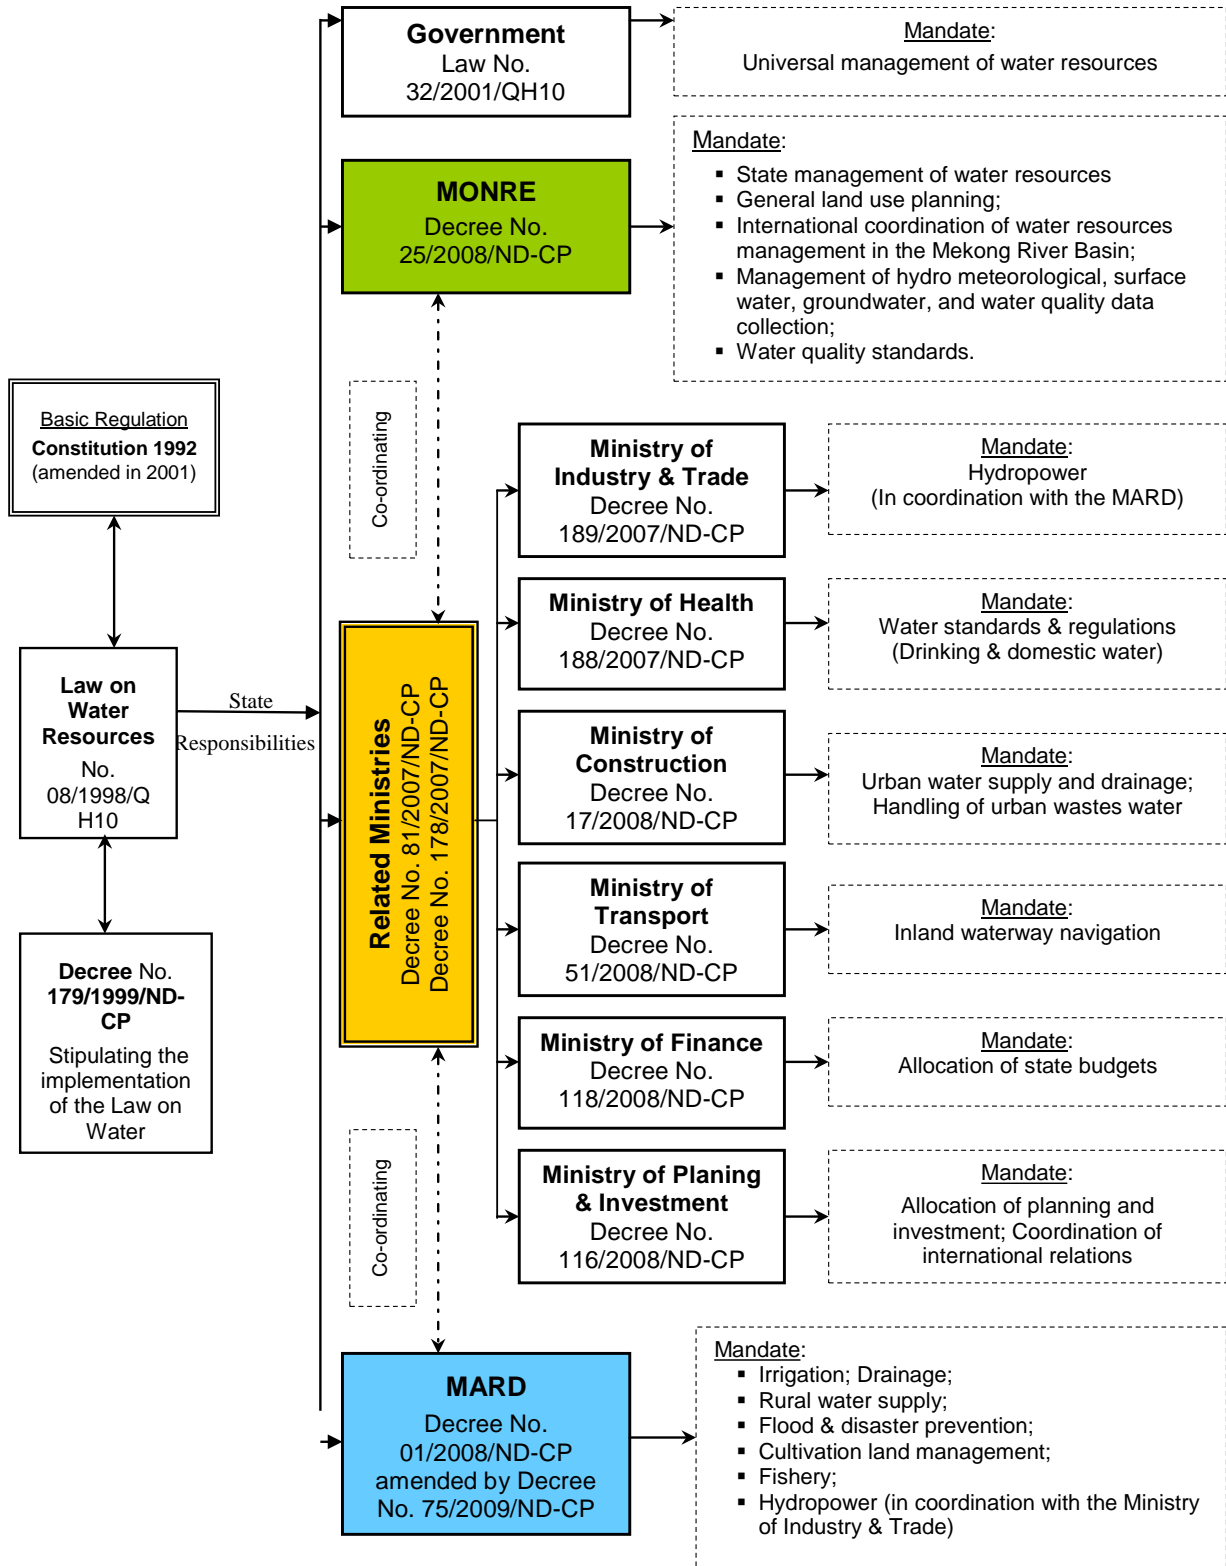 Government
Law No.
32/2001/QH10
Mandate:
Universal management of water resources
MONRE
Decree No.
25/2008/ND-CP
Mandate:
▪ State management of water resources
▪ General land use planning;
▪ International coordination of water resources
management in the Mekong River Basin;
▪ Management of hydro meteorological, surface
water, groundwater, and water quality data
collection;
▪ Water quality standards.
Basic Regulation
Constitution 1992
(amended in 2001)
Law on
Water
Resources
No.
08/1998/Q
H10
State
Responsibilities
Decree No.
179/1999/ND-
CP
Stipulating the
implementation
of the Law on
Water
Co-ordinating
Related Ministries
Decree No. 81/2007/ND-CP
Decree No. 178/2007/ND-CP
Co-ordinating
Ministry of
Industry & Trade
Decree No.
189/2007/ND-CP
Mandate:
Hydropower
(In coordination with the MARD)
Ministry of Health
Decree No.
188/2007/ND-CP
Mandate:
Water standards & regulations
(Drinking & domestic water)
Ministry of
Construction
Decree No.
17/2008/ND-CP
Mandate:
Urban water supply and drainage;
Handling of urban wastes water
Ministry of
Transport
Decree No.
51/2008/ND-CP
Mandate:
Inland waterway navigation
Ministry of Finance
Decree No.
118/2008/ND-CP
Mandate:
Allocation of state budgets
Ministry of Planing
& Investment
Decree No.
116/2008/ND-CP
Mandate:
Allocation of planning and
investment; Coordination of
international relations
MARD
Decree No.
01/2008/ND-CP
amended by Decree
No. 75/2009/ND-CP
Mandate:
▪ Irrigation; Drainage;
▪ Rural water supply;
▪ Flood & disaster prevention;
▪ Cultivation land management;
▪ Fishery;
▪ Hydropower (in coordination with the Ministry
of Industry & Trade)